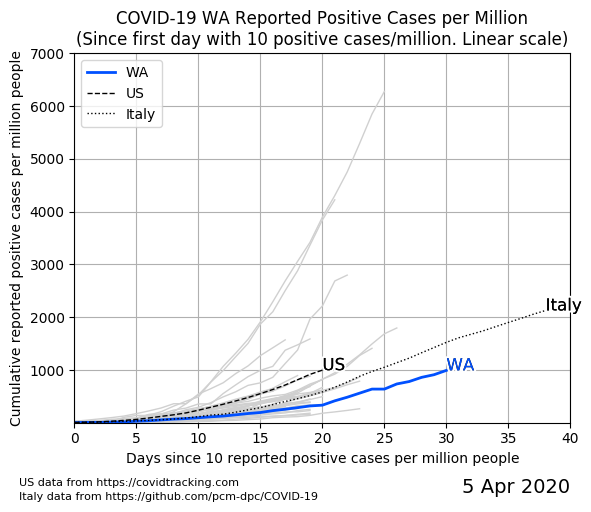 COVID-19 WA Reported Positive Cases per Million
(Since first day with 10 positive cases/million. Linear scale)
Cumulative reported positive cases per million people
7000
6000
5000
4000
3000
2000
1000
WA
US
Italy
Italy
US
WA
0 5 10 15 20 25 30 35 40
Days since 10 reported positive cases per million people
US data from https://covidtracking.com
Italy data from https://github.com/pcm-dpc/COVID-19
5 Apr 2020